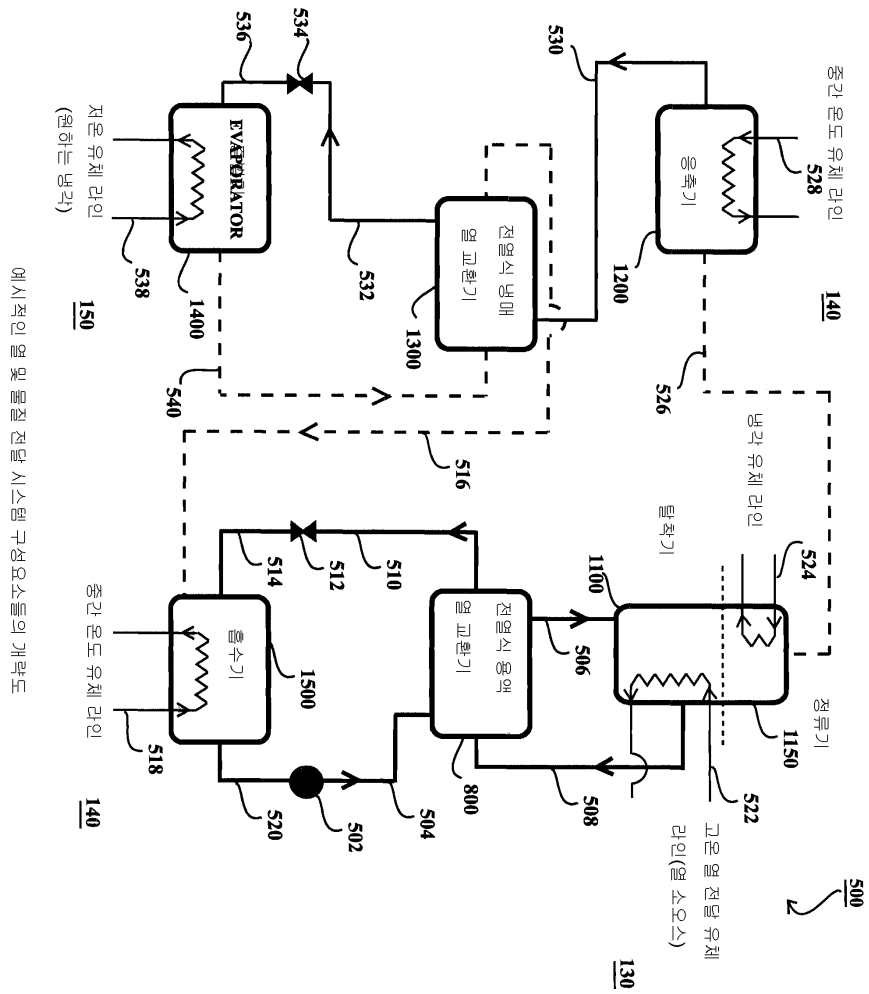 500
중간 온도 유체 라인
140
정류기
528
524
1150
냉각 유체 라인
522
고온 열 전달 유체
라인(열 소오스)
응축기
탈착기
526
1200
130
1100
508
506
530
전열식 냉매
열 교환기
전열식 용액
열 교환기
800
516
1300
504
510
532
502
512
534
1500
514
520
536
EVAPORATOR
흡수기
1400
540
518
538
저온 유체 라인
(원하는 냉각)
150
중간 온도 유체 라인
140
예시적인 열 및 물질 전달 시스템 구성요소들의 개략도